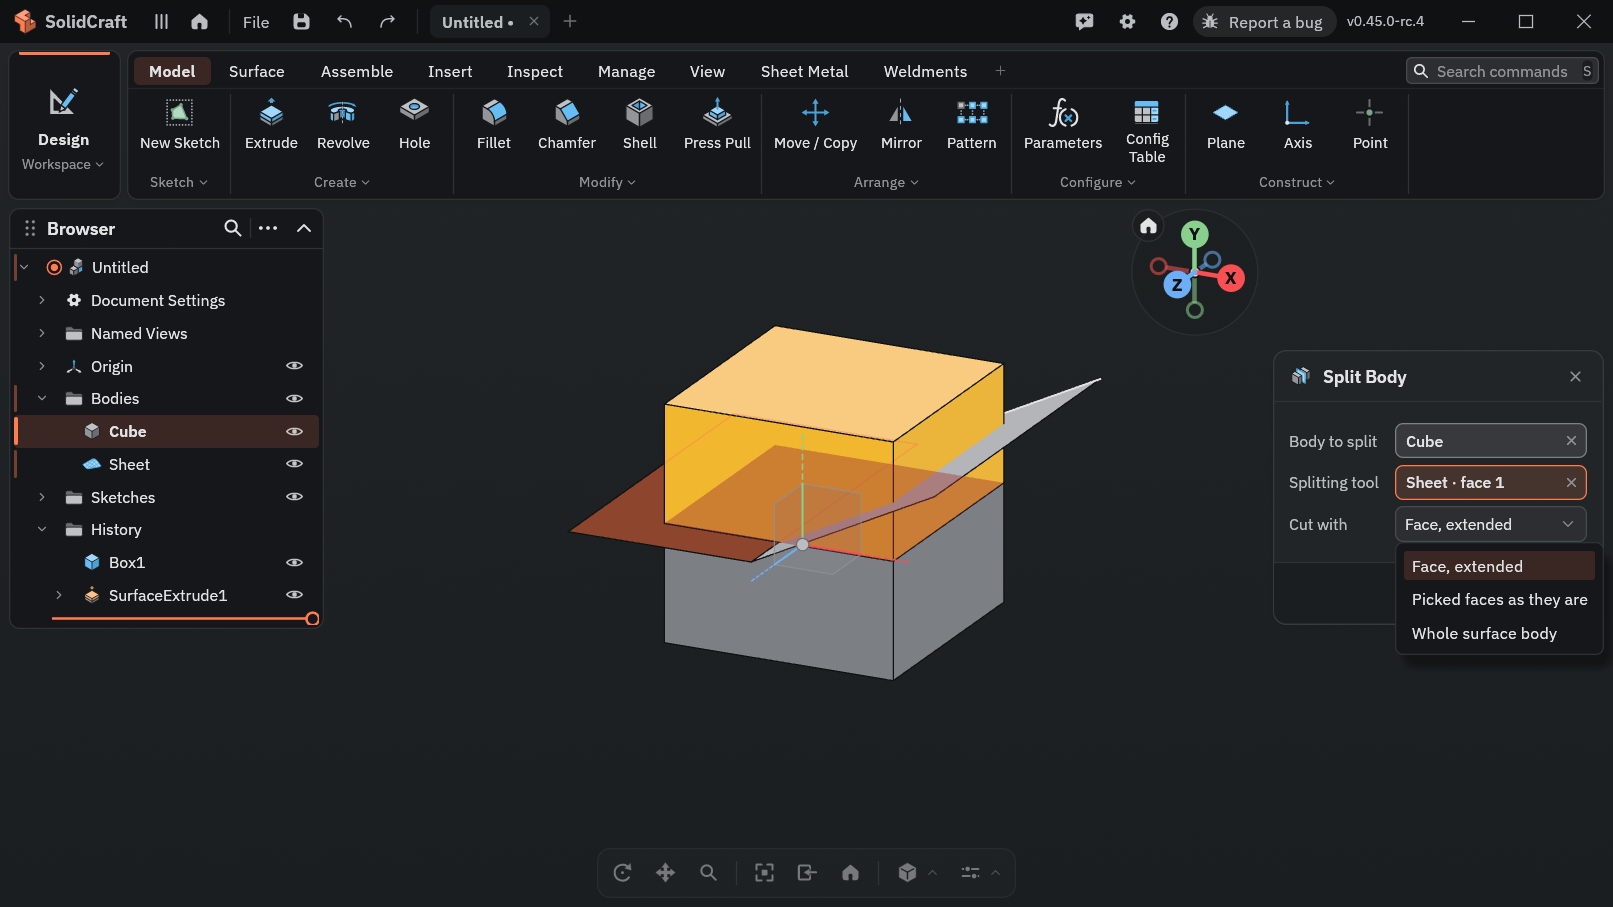 SolidCraft
File
Untitled •
Report a bug
v0.45.0-rc.4
Design
Workspace
Model
Surface
Assemble
Insert
Inspect
Manage
View
Sheet Metal
Weldments
Search commands
S
New Sketch
Extrude
Revolve
Hole
Fillet
Chamfer
Shell
Press Pull
Move / Copy
Mirror
Pattern
Parameters
Config
Table
Plane
Axis
Point
Sketch
Create
Modify
Arrange
Configure
Construct
Browser
Untitled
Document Settings
Named Views
Origin
Bodies
Cube
Sheet
Sketches
History
Box1
SurfaceExtrude1
Y
X
Z
Split Body
Body to split
Cube
Splitting tool
Sheet · face 1
Cut with
Face, extended
Face, extended
Picked faces as they are
Whole surface body